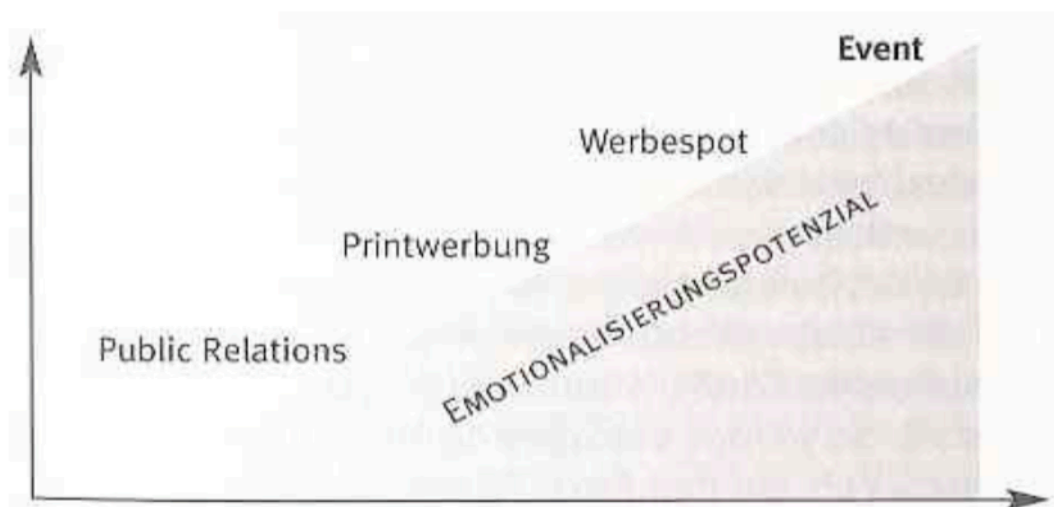 Event
Werbespot
Printwerbung
Public Relations
EMOTIONALISIERUNGSPOTENZIAL